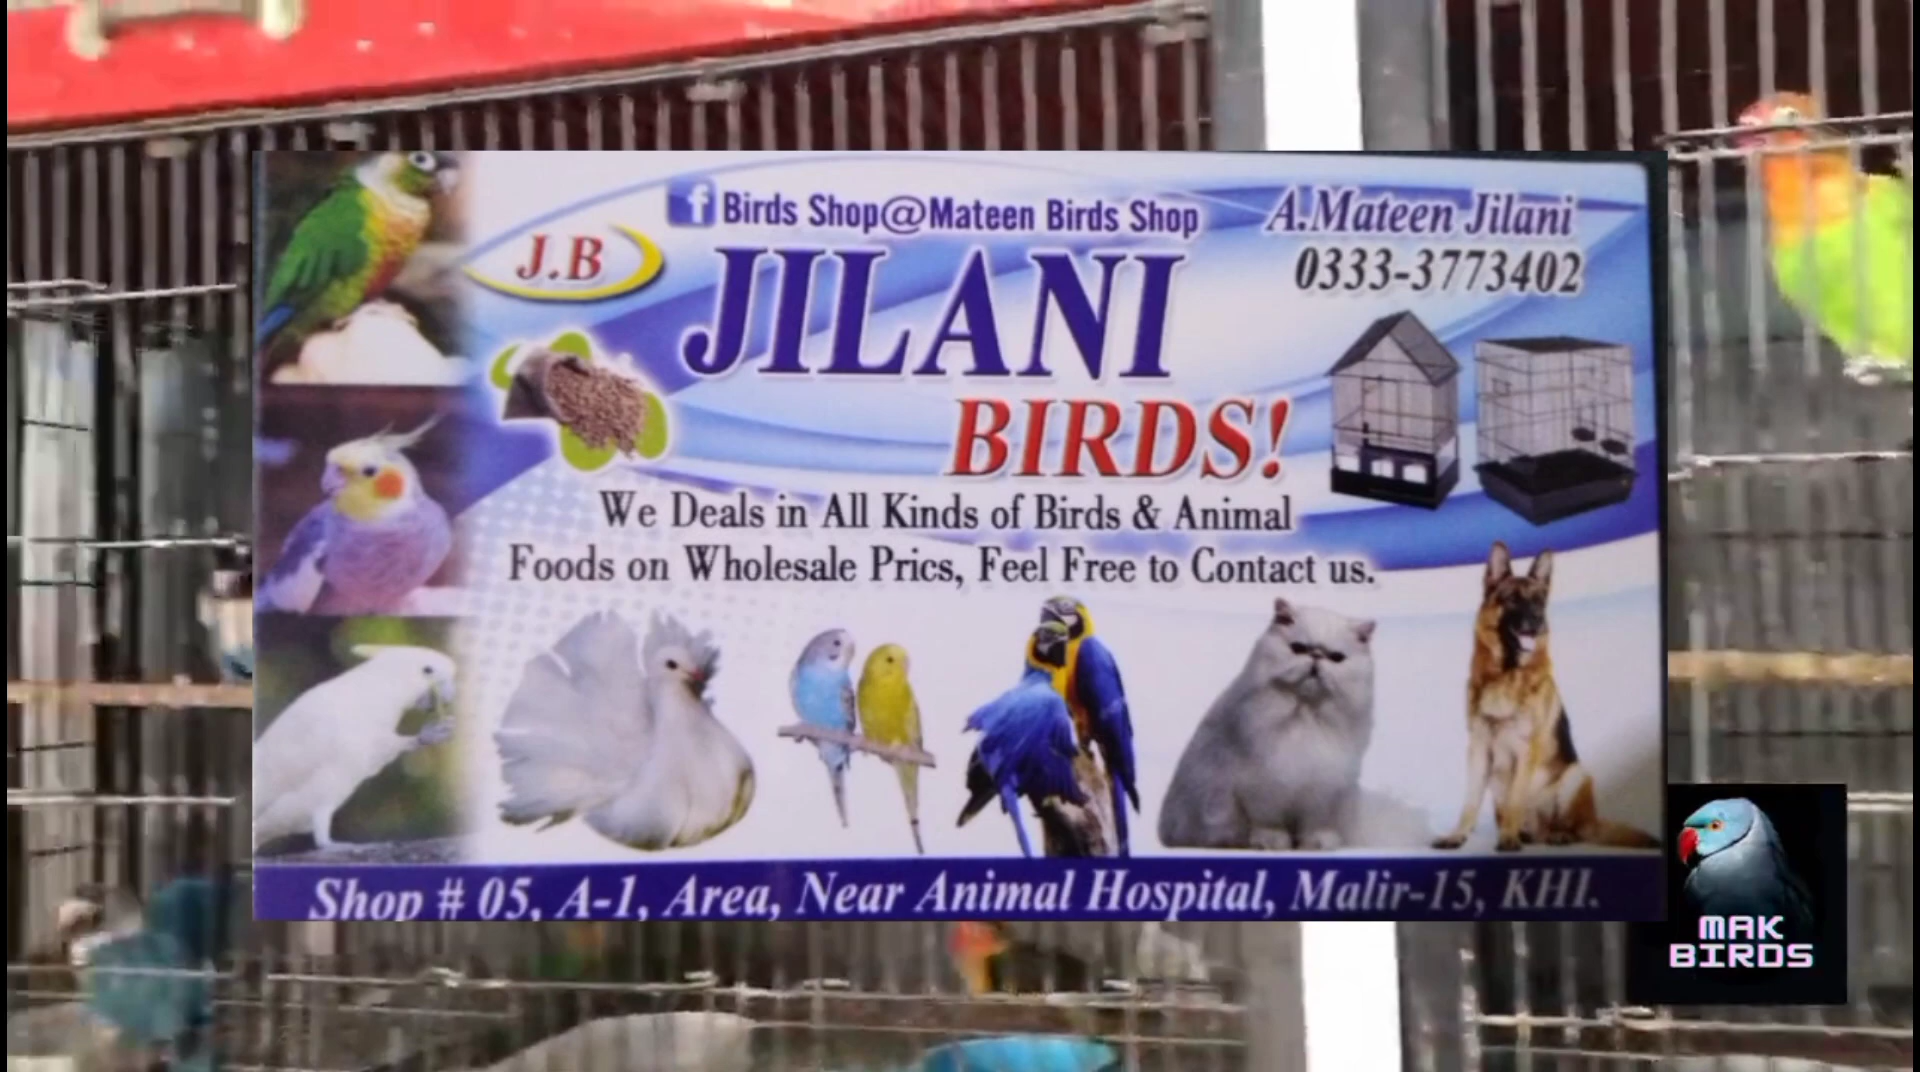 f Birds Shop@Mateen Birds Shop
A.Mateen Jilani
0333-3773402
J.B
JILANI
BIRDS!
We Deals in All Kinds of Birds & Animal
Foods on Wholesale Prics, Feel Free to Contact us.
Shop # 05, A-1, Area, Near Animal Hospital, Malir-15, KHI.
MAK
BIRDS